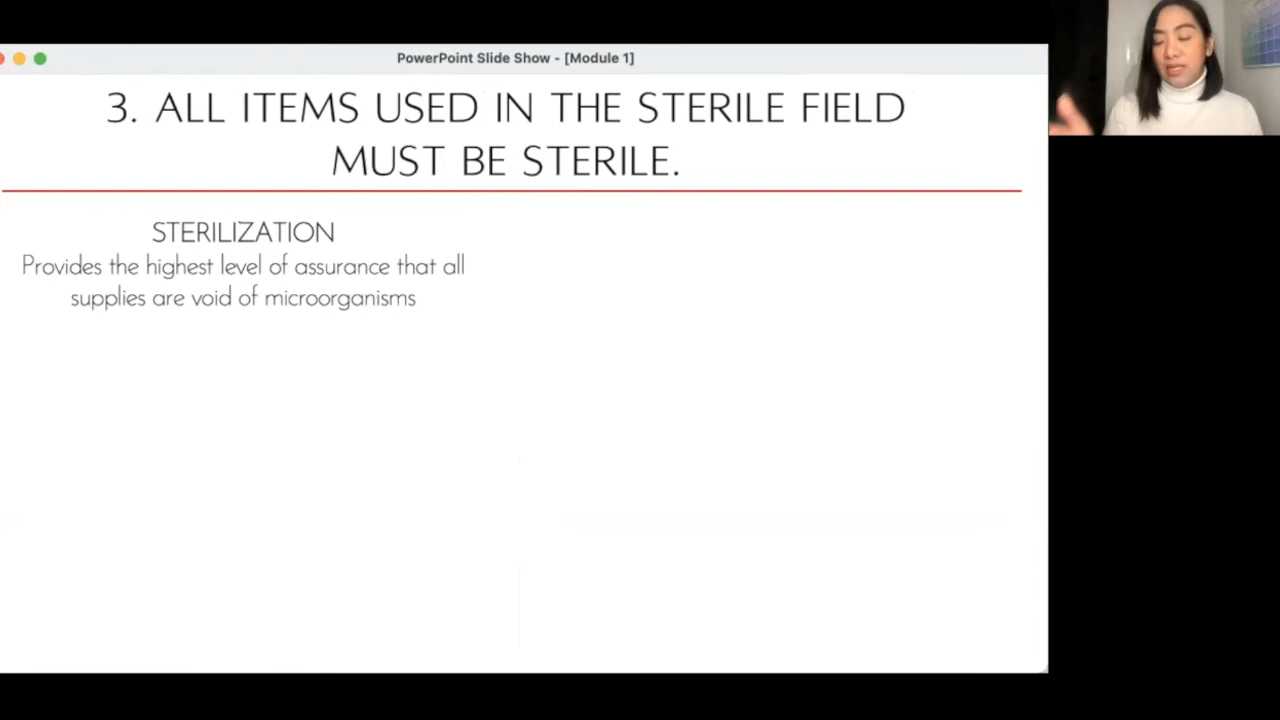 PowerPoint Slide Show - [Module 1]
3. ALL ITEMS USED IN THE STERILE FIELD
MUST BE STERILE.
STERILIZATION
Provides the highest level of assurance that all
supplies are void of microorganisms